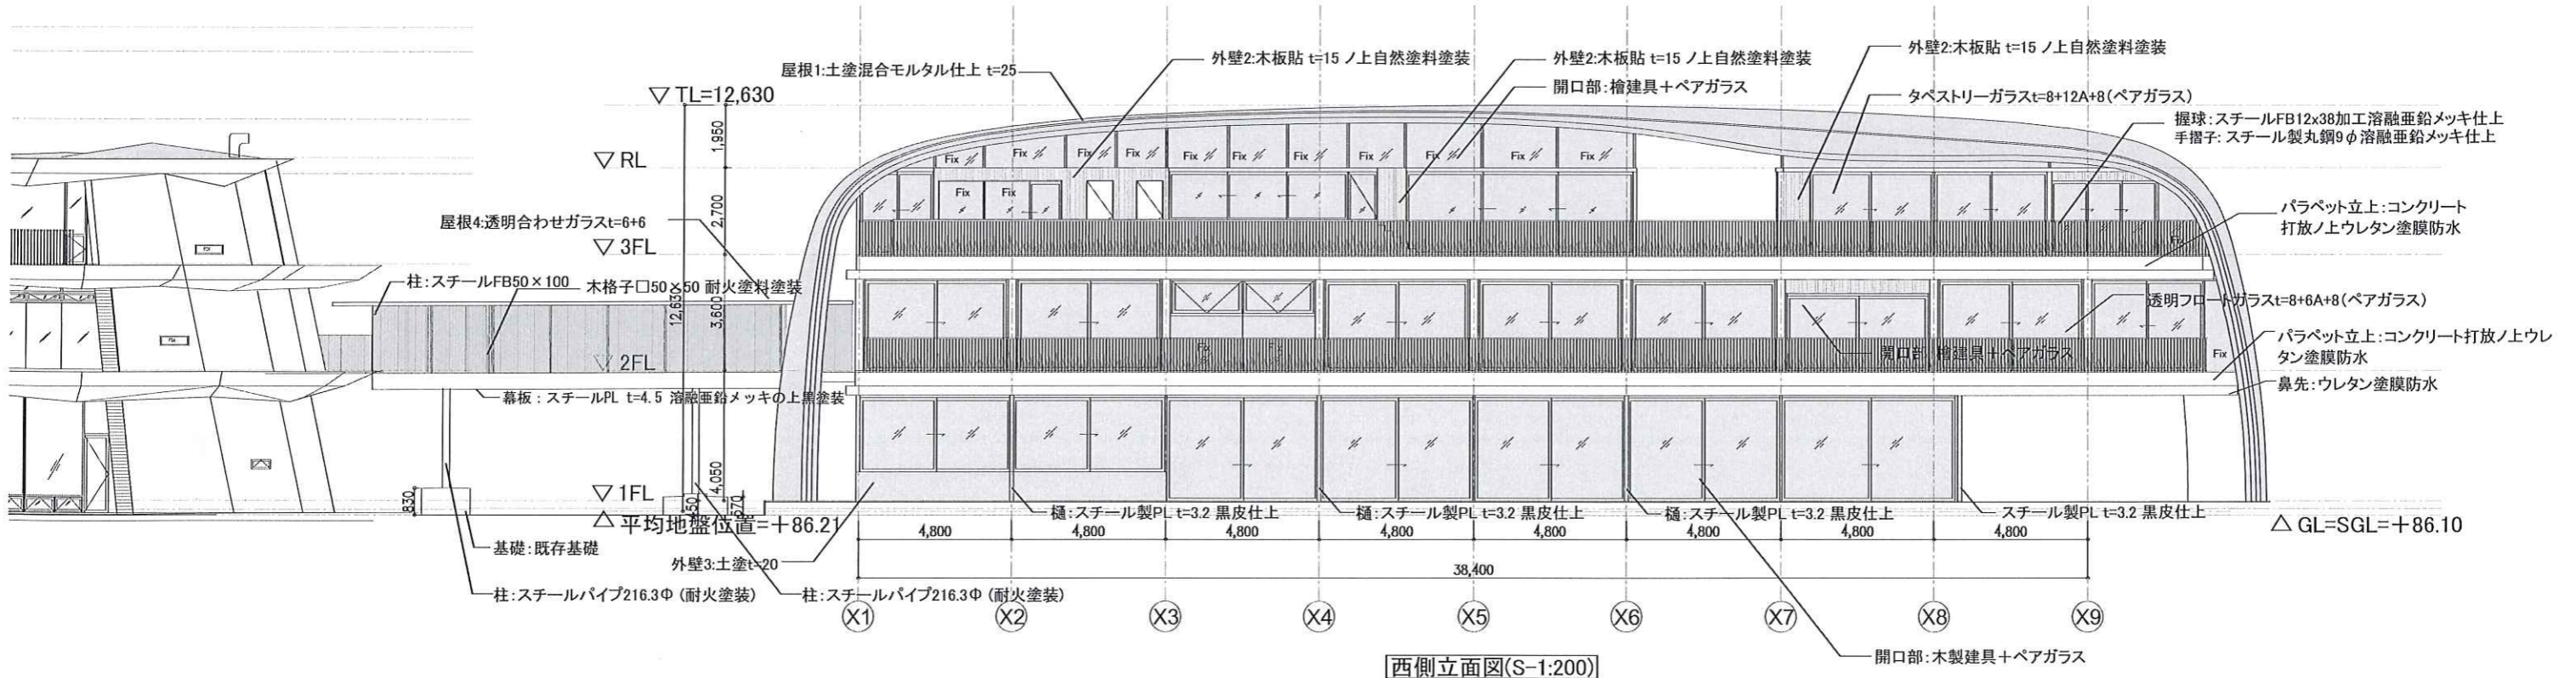 外壁2:木板貼 t=15 ノ上自然塗料塗装
外壁2:木板貼 t=15 ノ上自然塗料塗装
外壁2:木板貼 t=15 ノ上自然塗料塗装
屋根1:土塗混合モルタル仕上 t=25
開口部:檜建具+ペアガラス
▽ TL=12,630
タペストリーガラスt=8+12A+8(ペアガラス)
握球:スチールFB12x38加工溶融亜鉛メッキ仕上
手摺子:スチール製丸鋼9φ溶融亜鉛メッキ仕上
1,950
▽ RL
Fix
Fix
Fix
Fix
Fix
Fix
Fix
Fix
Fix
Fix
Fix
Fix
Fix
2,700
屋根4:透明合わせガラスt=6+6
パラペット立上:コンクリート
打放ノ上ウレタン塗膜防水
▽ 3FL
柱:スチールFB50×100
木格子□50×50 耐火塗料塗装
12,630
3,600
透明フロートガラスt=8+6A+8(ペアガラス)
パラペット立上:コンクリート打放ノ上ウレ
タン塗膜防水
▽ 2FL
Fix
Fix
開口部:檜建具+ペアガラス
Fix
鼻先:ウレタン塗膜防水
幕板:スチールPL t=4.5 溶融亜鉛メッキの上黒塗装
4,050
830
▽ 1FL
450
570
△ 平均地盤位置=+86.21
樋:スチール製PL t=3.2 黒皮仕上
樋:スチール製PL t=3.2 黒皮仕上
樋:スチール製PL t=3.2 黒皮仕上
スチール製PL t=3.2 黒皮仕上
△ GL=SGL=+86.10
4,800
4,800
4,800
4,800
4,800
4,800
4,800
4,800
基礎:既存基礎
外壁3:土塗t=20
38,400
柱:スチールパイプ216.3Φ (耐火塗装)
柱:スチールパイプ216.3Φ (耐火塗装)
X1
X2
X3
X4
X5
X6
X7
X8
X9
開口部:木製建具+ペアガラス
西側立面図(S-1:200)